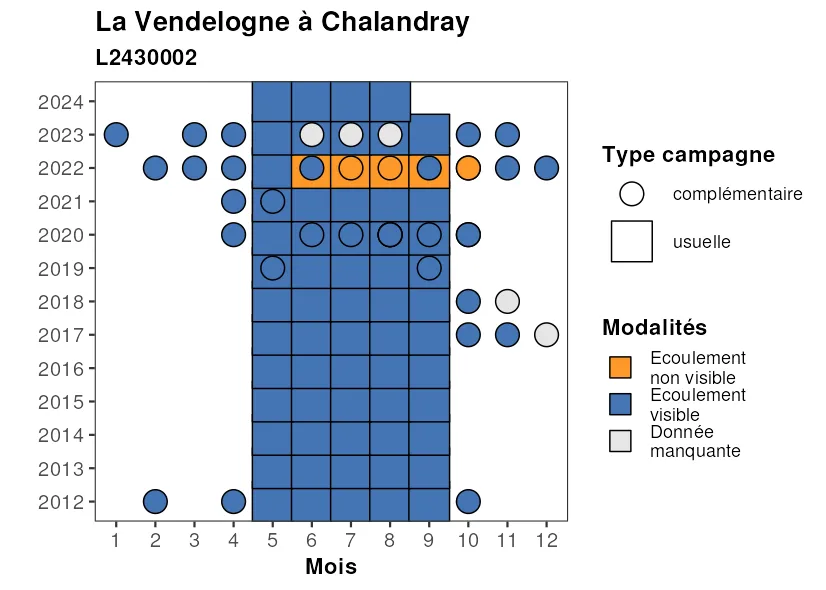 La Vendelogne à Chalandray
L2430002
2024
2023
2022
2021
2020
2019
2018
2017
2016
2015
2014
2013
2012
1 2 3 4 5 6 7 8 9 10 11 12
Mois
Type campagne
complémentaire
usuelle
Modalités
Ecoulement
non visible
Ecoulement
visible
Donnée
manquante